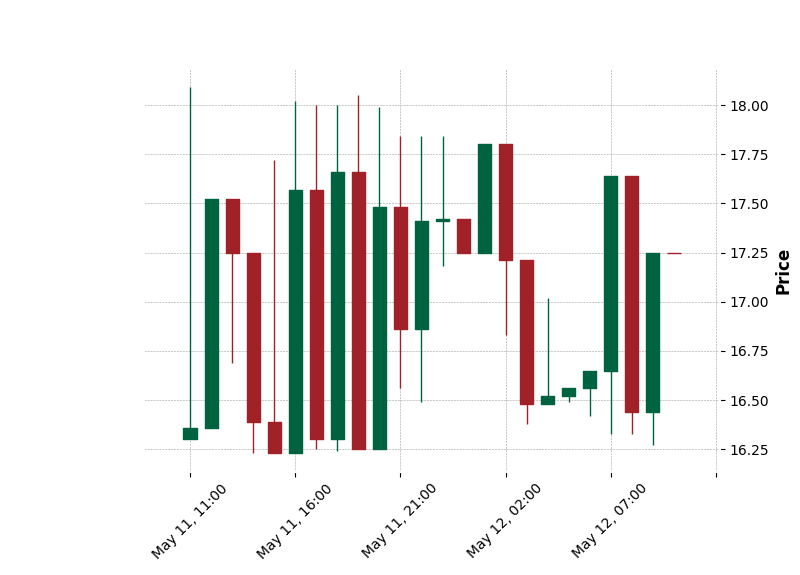 18.00
17.75
17.50
17.25
17.00
16.75
16.50
16.25
Price
May 11, 11:00
May 11, 16:00
May 11, 21:00
May 12, 02:00
May 12, 07:00